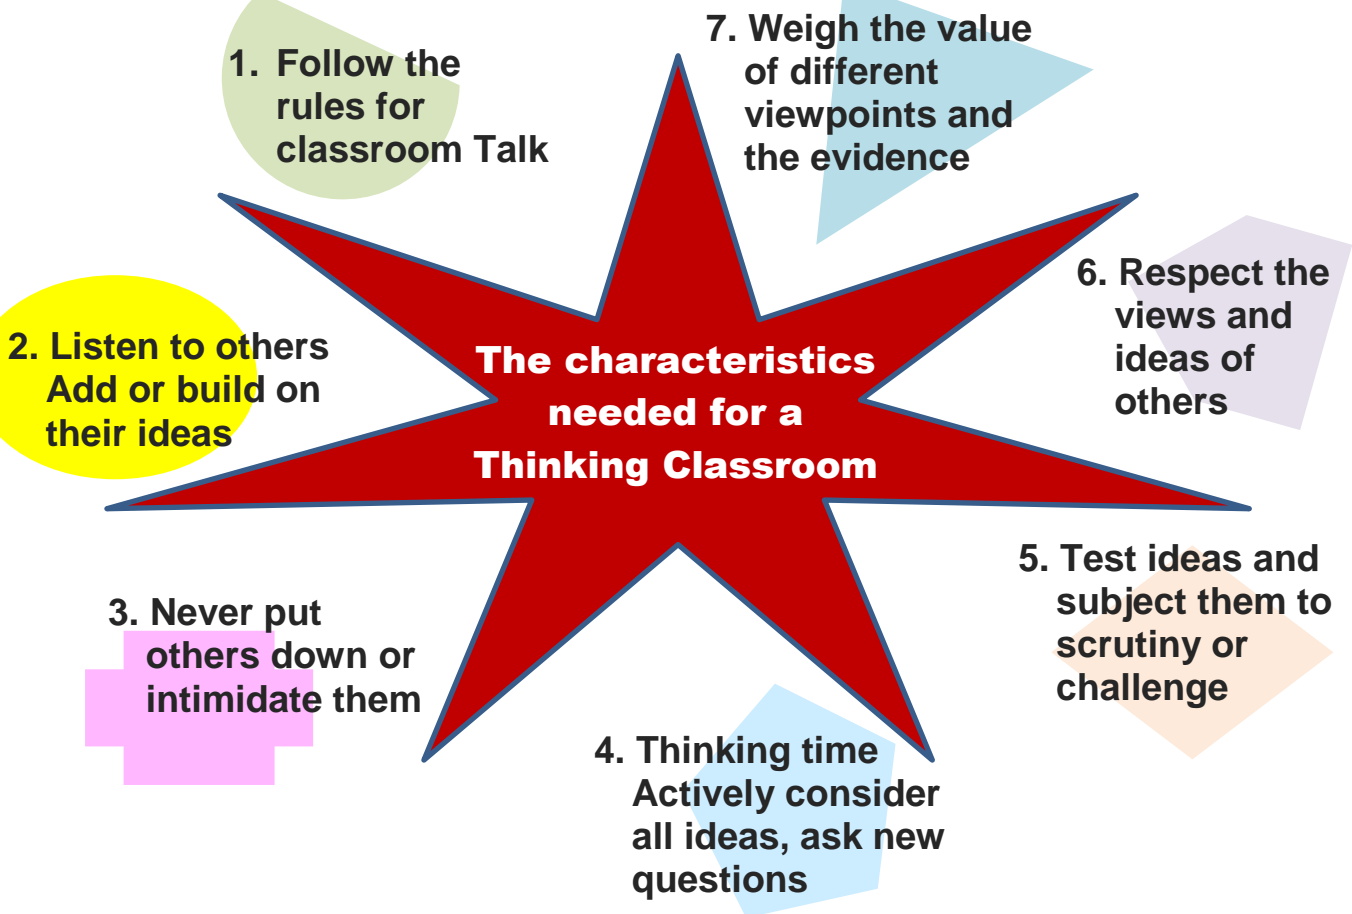 The characteristics
needed for a
Thinking Classroom
1. Follow the
rules for
classroom Talk
2. Listen to others
Add or build on
their ideas
3. Never put
others down or
intimidate them
4. Thinking time
Actively consider
all ideas, ask new
questions
5. Test ideas and
subject them to
scrutiny or
challenge
6. Respect the
views and
ideas of
others
7. Weigh the value
of different
viewpoints and
the evidence